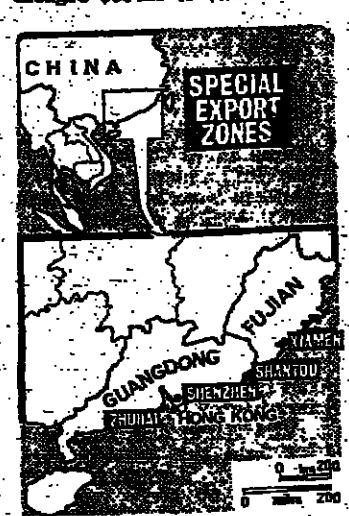 CHINA
SPECIAL
EXPORT
ZONES
FUJIAN
XIAMEN
GUANGDONG
SHANTOU
SHENZHEN
ZHUHAI
HONG KONG
0 kms 200
0 miles 200